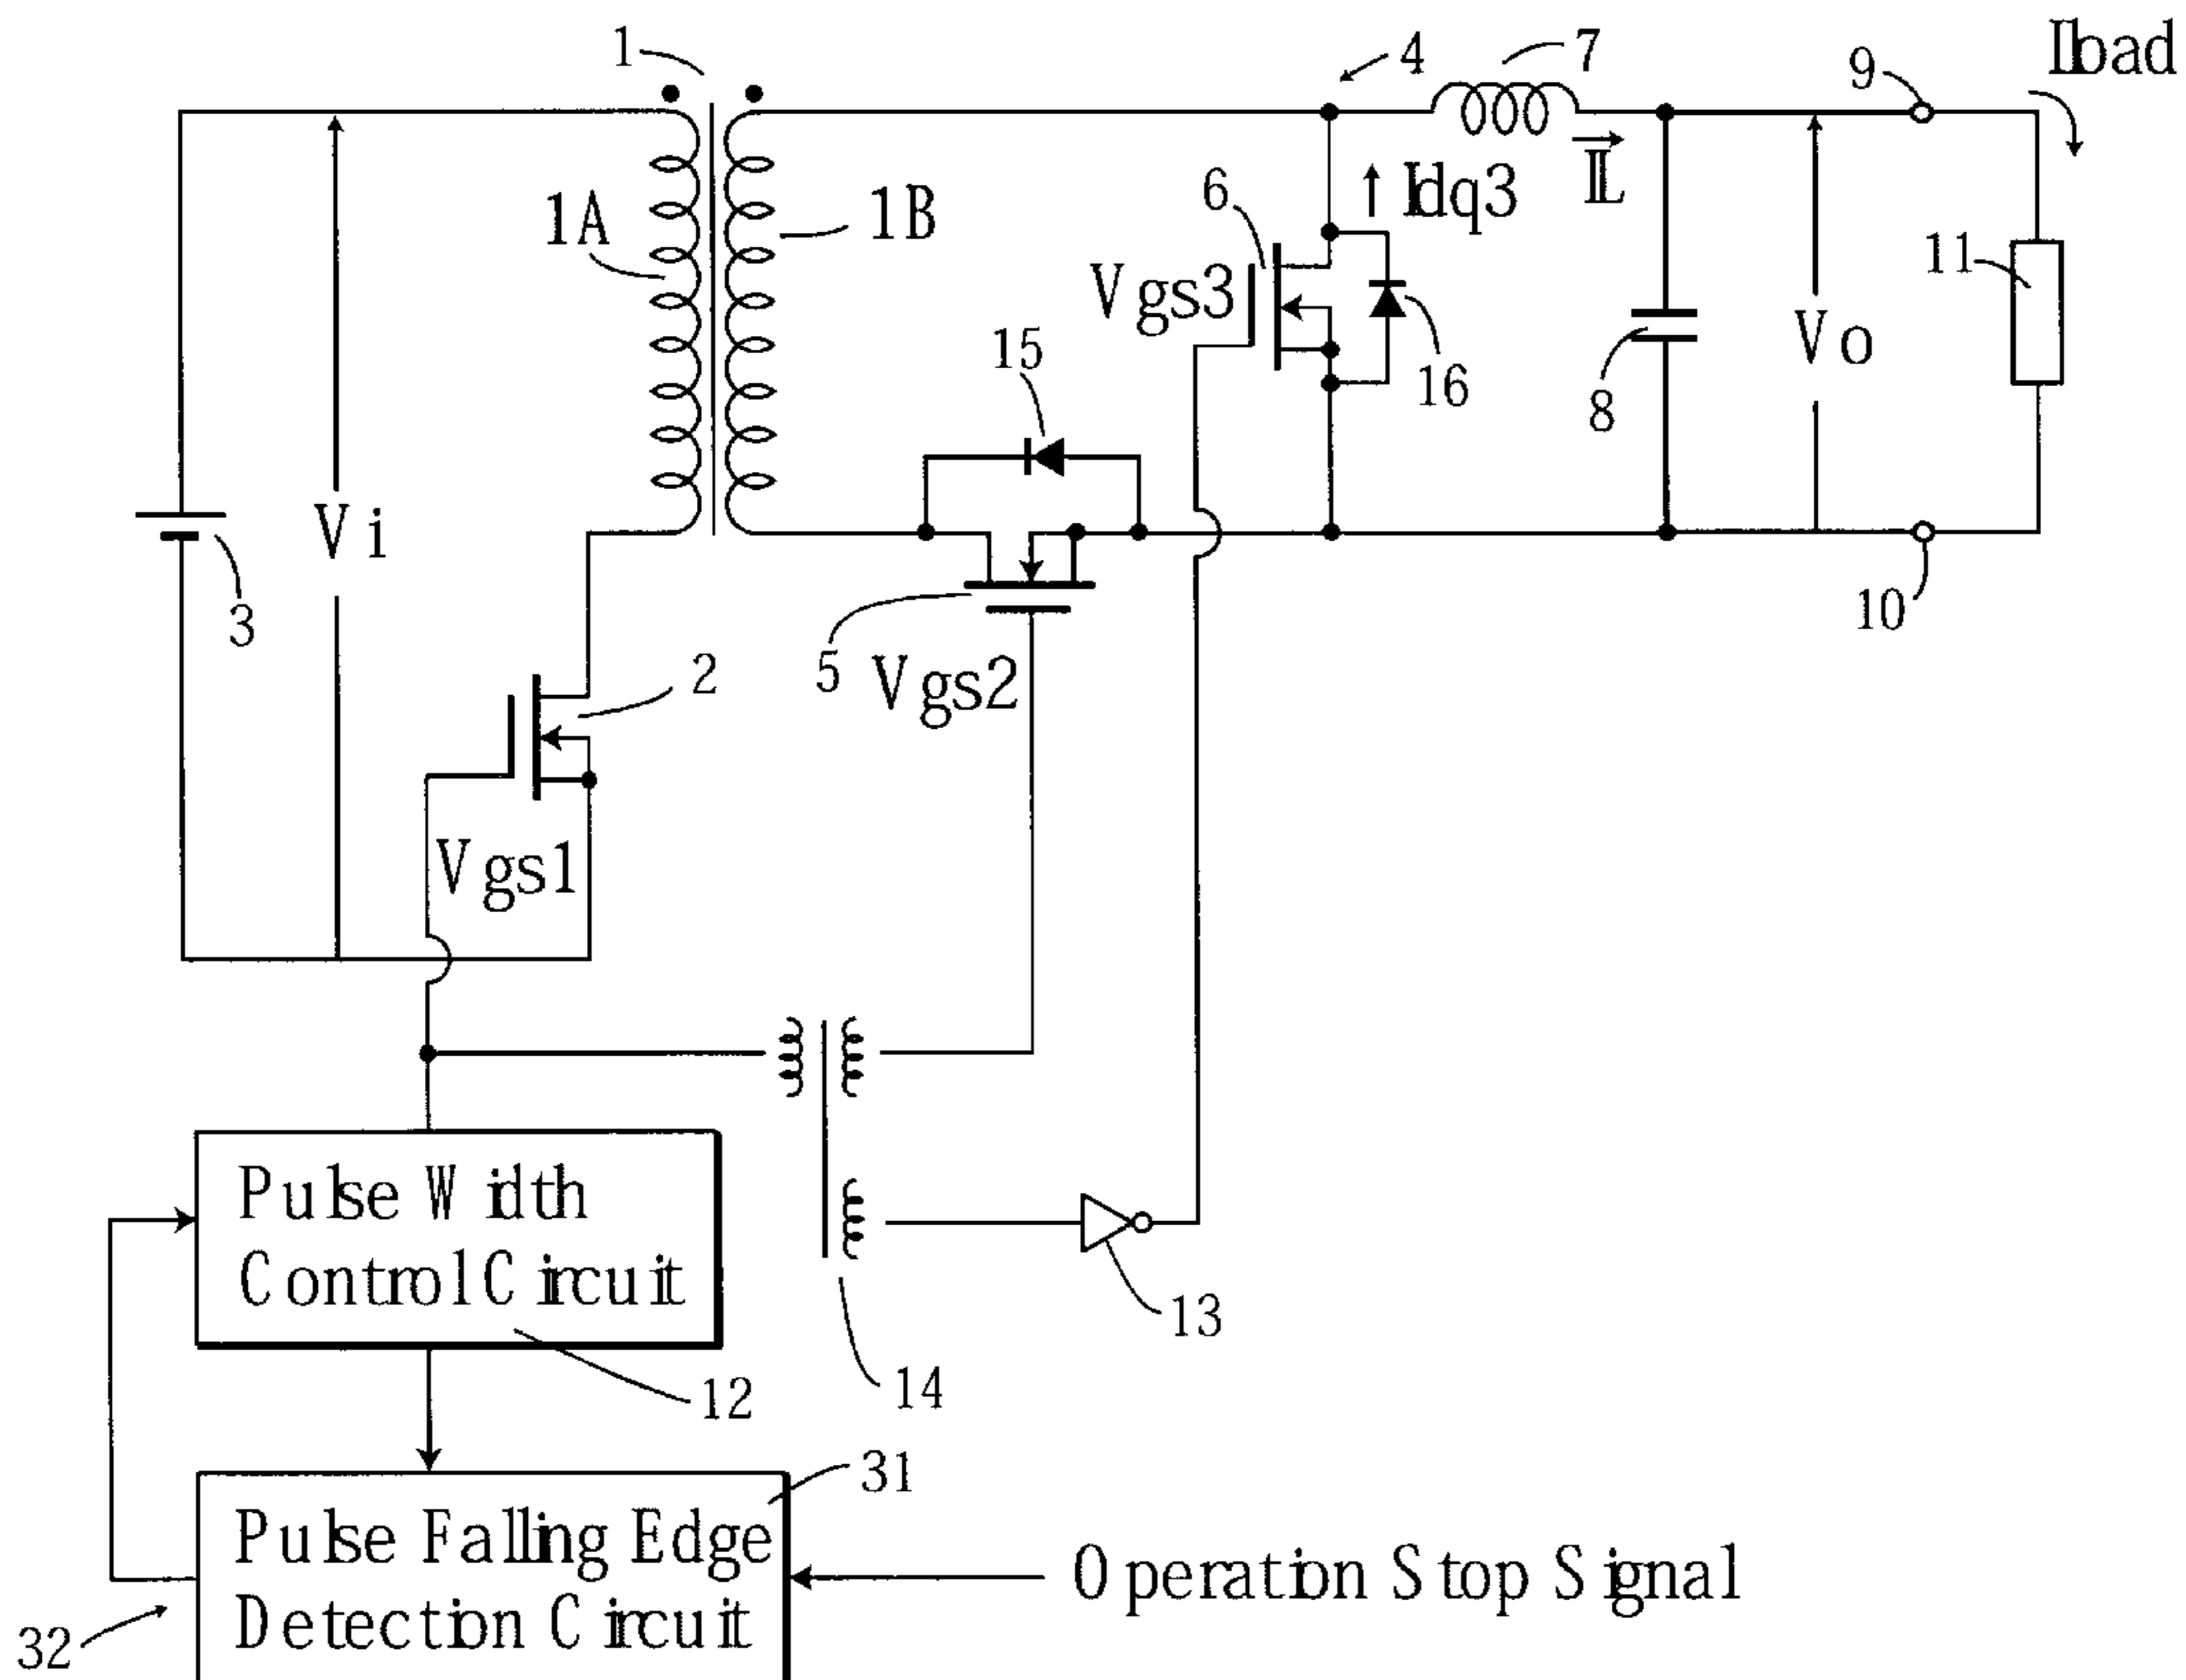 1
4
7
9
Iload
1A
1B
6
Idq3
IL
11
Vgs3
15
16
8
Vo
Vi
3
10
2
5
Vgs2
Vgs1
Pulse Width
Control Circuit
13
12
14
31
Pulse Falling Edge
Detection Circuit
Operation Stop Signal
32